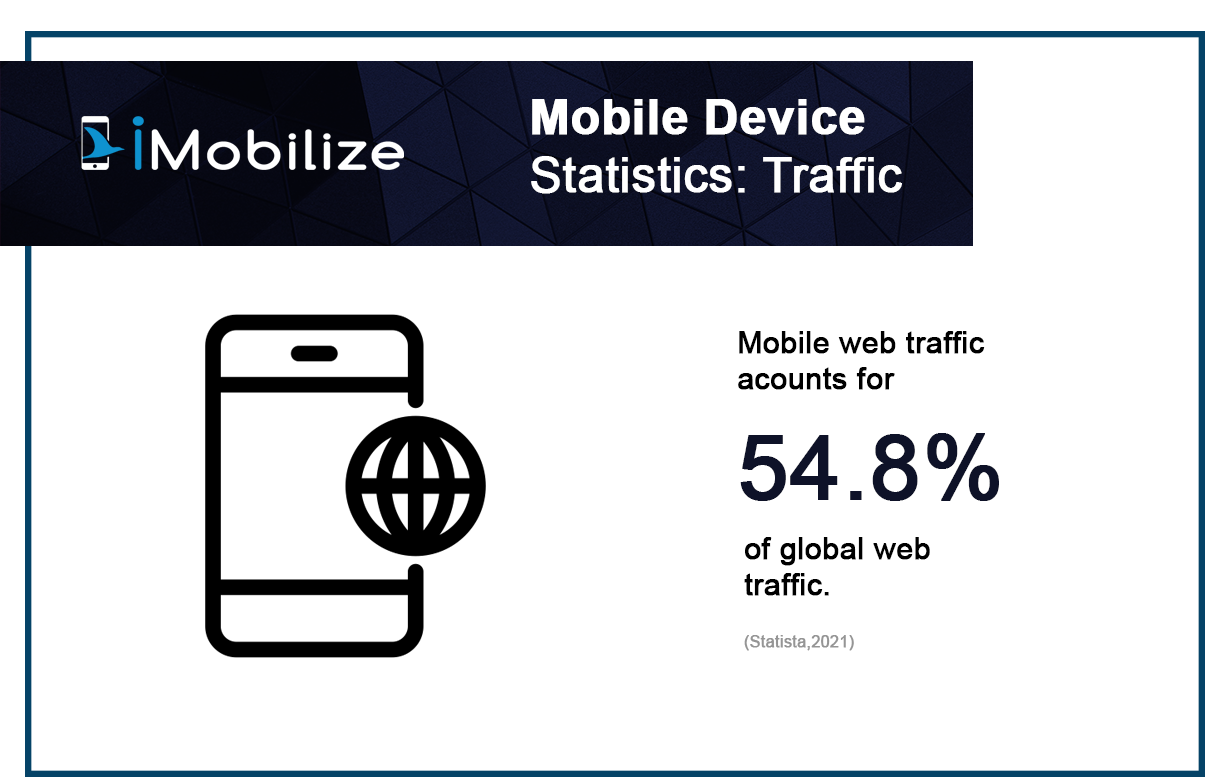 iMobilize
Mobile Device
Statistics: Traffic
Mobile web traffic
acounts for
54.8%
of global web
traffic.
(Statista,2021)